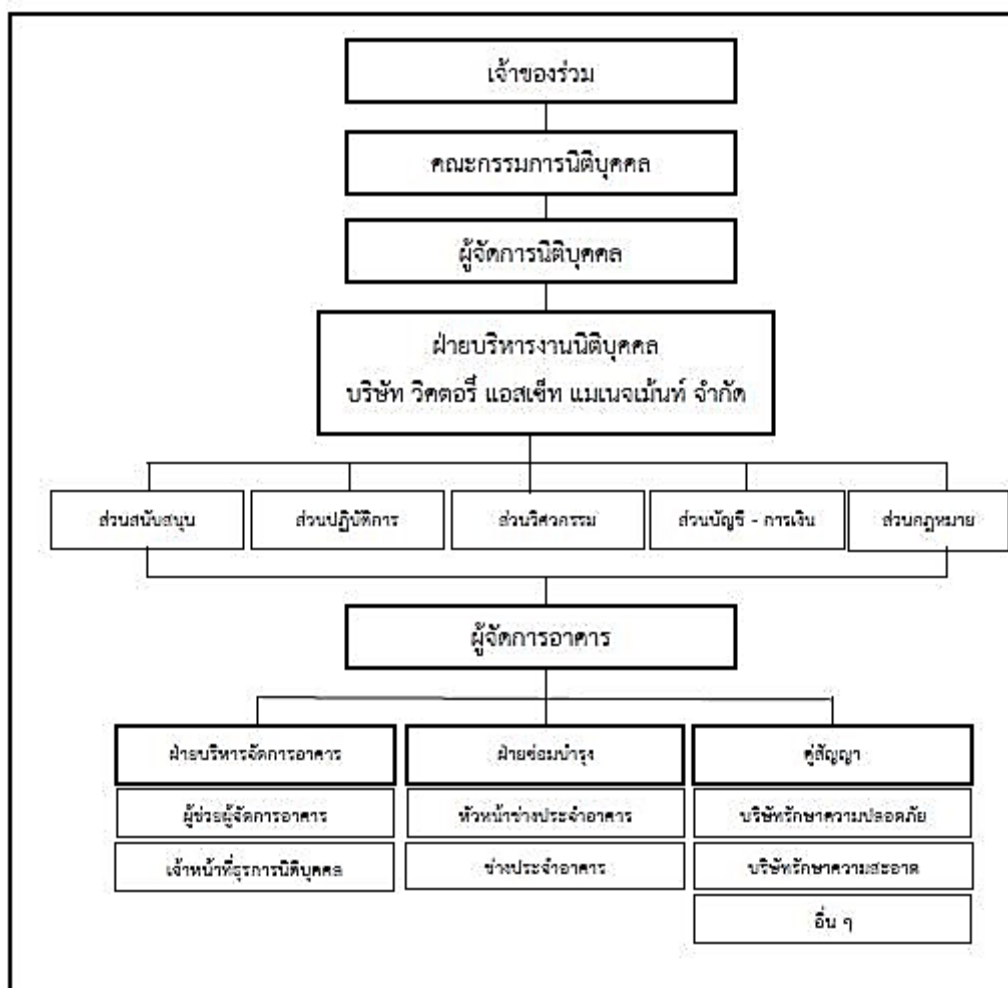 เจ้าของร่วม
คณะกรรมการนิติบุคคล
ผู้จัดการนิติบุคคล
ฝ่ายบริหารงานนิติบุคคล
บริษัท วิคตอรี่ แอสเซ็ท แมเนจเม้นท์ จำกัด
ส่วนสนับสนุน
ส่วนปฏิบัติการ
ส่วนวิศวกรรม
ส่วนบัญชี - การเงิน
ส่วนกฎหมาย
ผู้จัดการอาคาร
ฝ่ายบริหารจัดการอาคาร
ฝ่ายซ่อมบำรุง
คู่สัญญา
ผู้ช่วยผู้จัดการอาคาร
หัวหน้าช่างประจำอาคาร
บริษัทรักษาความปลอดภัย
เจ้าหน้าที่ธุรการนิติบุคคล
ช่างประจำอาคาร
บริษัทรักษาความสะอาด
อื่น ๆ